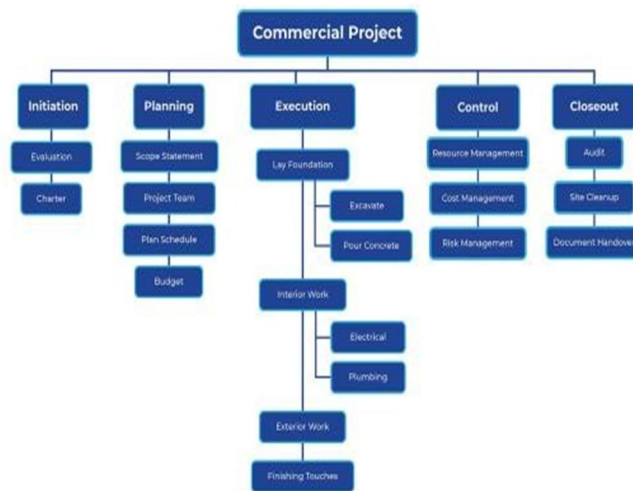 Commercial Project
Initiation
Planning
Execution
Control
Closeout
Evaluation
Charter
Scope Statement
Project Team
Plan Schedule
Budget
Lay Foundation
Excavate
Pour Concrete
Interior Work
Electrical
Plumbing
Exterior Work
Finishing Touches
Resource Management
Cost Management
Risk Management
Audit
Site Cleanup
Document Handover